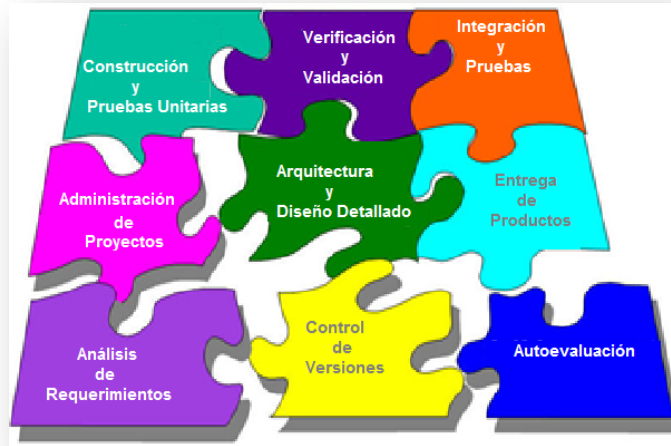 Construcción
y
Pruebas Unitarias
Verificación
y
Validación
Integración
y
Pruebas
Administración
de
Proyectos
Arquitectura
y
Diseño Detallado
Entrega
de
Productos
Análisis
de
Requerimientos
Control
de
Versiones
Autoevaluación